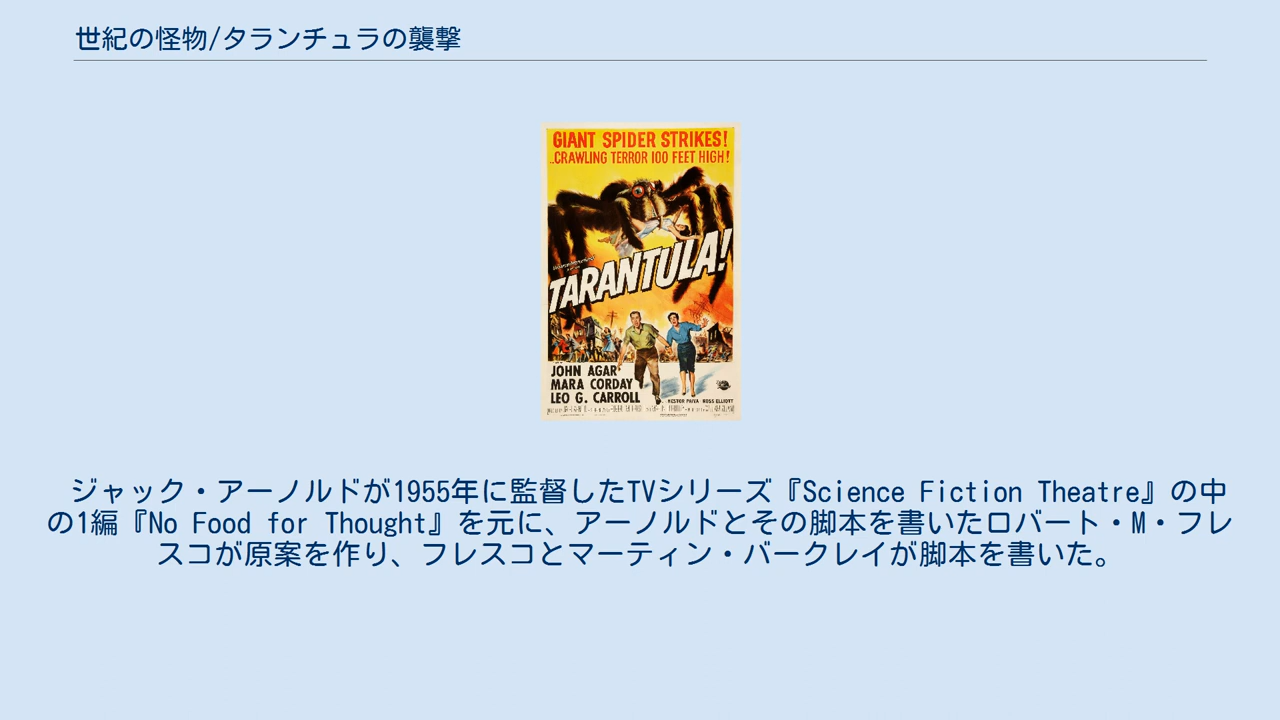 世紀の怪物/タランチュラの襲撃
GIANT SPIDER STRIKES!
..CRAWLING TERROR 100 FEET HIGH!
TARANTULA!
JOHN AGAR
MARA CORDAY
LEO G. CARROLL
NESTOR PAIVA ROSS ELLIOTT
ジャック・アーノルドが1955年に監督したTVシリーズ『Science Fiction Theatre』の中
の1編『No Food for Thought』を元に、アーノルドとその脚本を書いたロバート・M・フレ
スコが原案を作り、フレスコとマーティン・バークレイが脚本を書いた。